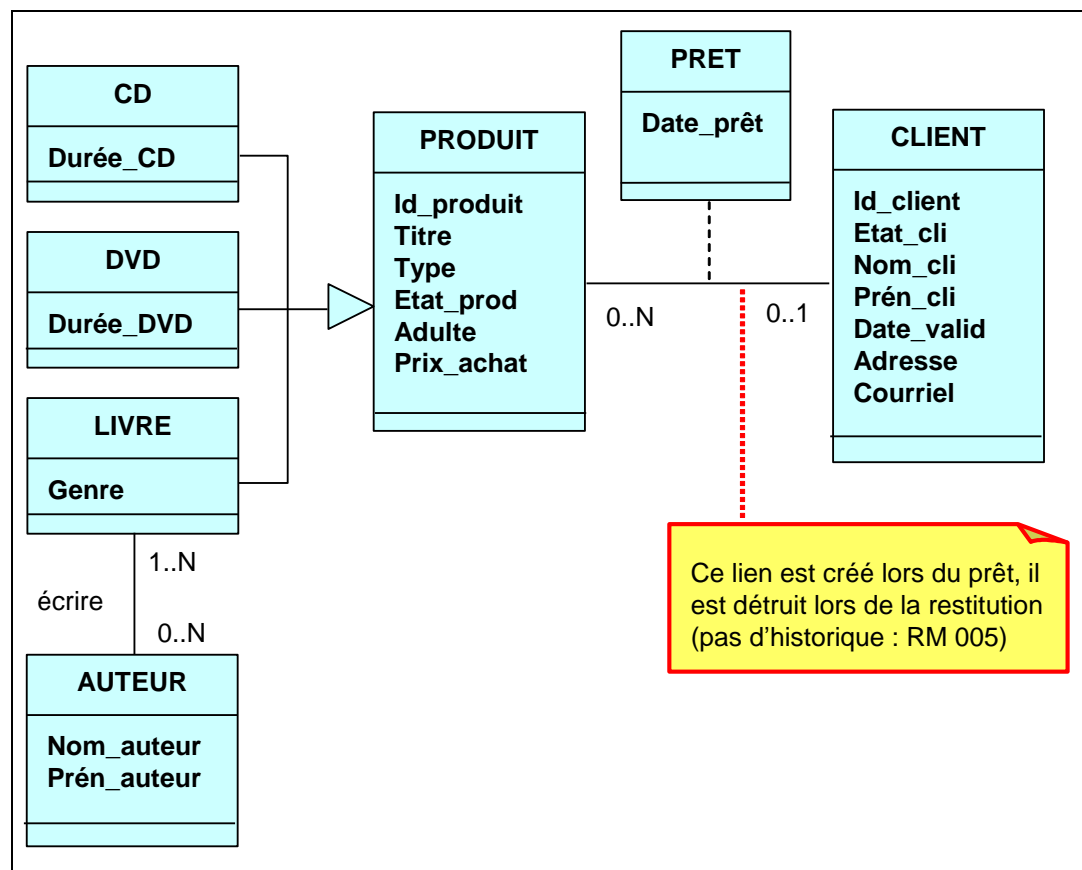 CD
Durée_CD
DVD
Durée_DVD
LIVRE
Genre
1..N
écrire
0..N
AUTEUR
Nom_auteur
Prén_auteur
PRODUIT
Id_produit
Titre
Type
Etat_prod
Adulte
Prix_achat
PRET
Date_prêt
0..N
0..1
CLIENT
Id_client
Etat_cli
Nom_cli
Prén_cli
Date_valid
Adresse
Courriel
Ce lien est créé lors du prêt, il
est détruit lors de la restitution
(pas d'historique : RM 005)